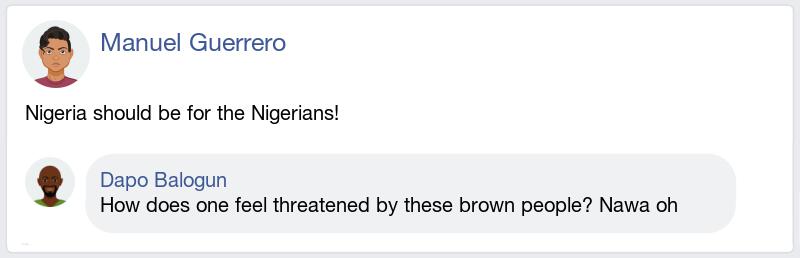 Manuel Guerrero
Nigeria should be for the Nigerians!
Dapo Balogun
How does one feel threatened by these brown people? Nawa oh